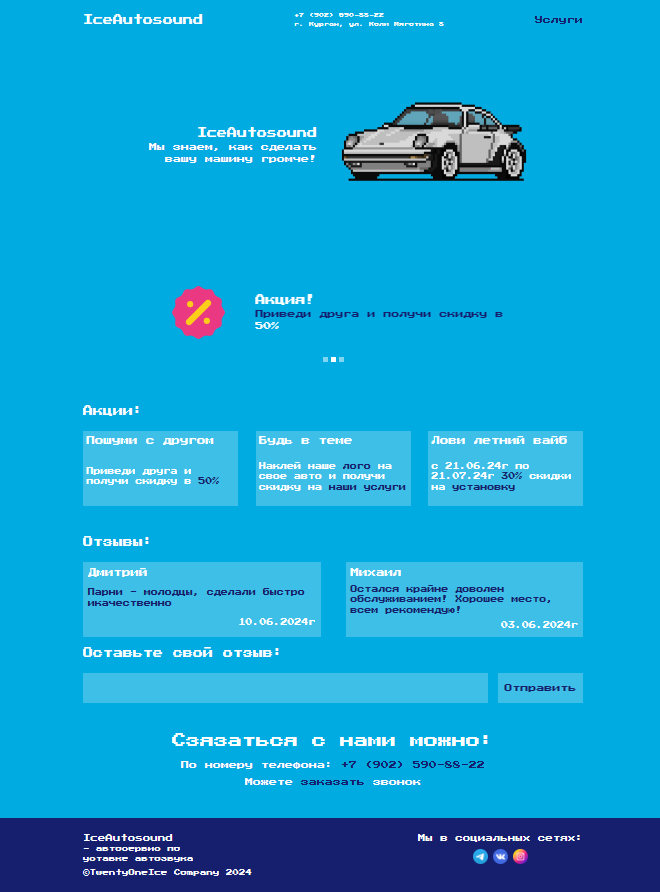 IceAutosound
+7 (902) 590-88-22
г. Курган, ул. Коли Мяготина 3
Услуги
IceAutosound
Мы знаем, как сделать
вашу машину громче!
Акция!
Приведи друга и получи скидку в
50%
Акции:
Пошуми с другом
Приведи друга и
получи скидку в 50%
Будь в теме
Наклей наше лого на
свое авто и получи
скидку на наши услуги
Лови летний вайб
с 21.06.24г по
21.07.24г 30% скидки
на установку
Отзывы:
Дмитрий
Парни - молодцы, сделали быстро
икачественно
10.06.2024г
Михаил
Остался крайне доволен
обслуживанием! Хорошее место,
всем рекомендую!
03.06.2024г
Оставьте свой отзыв:
Отправить
Сзязаться с нами можно:
По номеру телефона: +7 (902) 590-88-22
Можете заказать звонок
IceAutosound
- автосервис по
уставке автозвука
©TwentyOneIce Company 2024
Мы в социальных сетях: